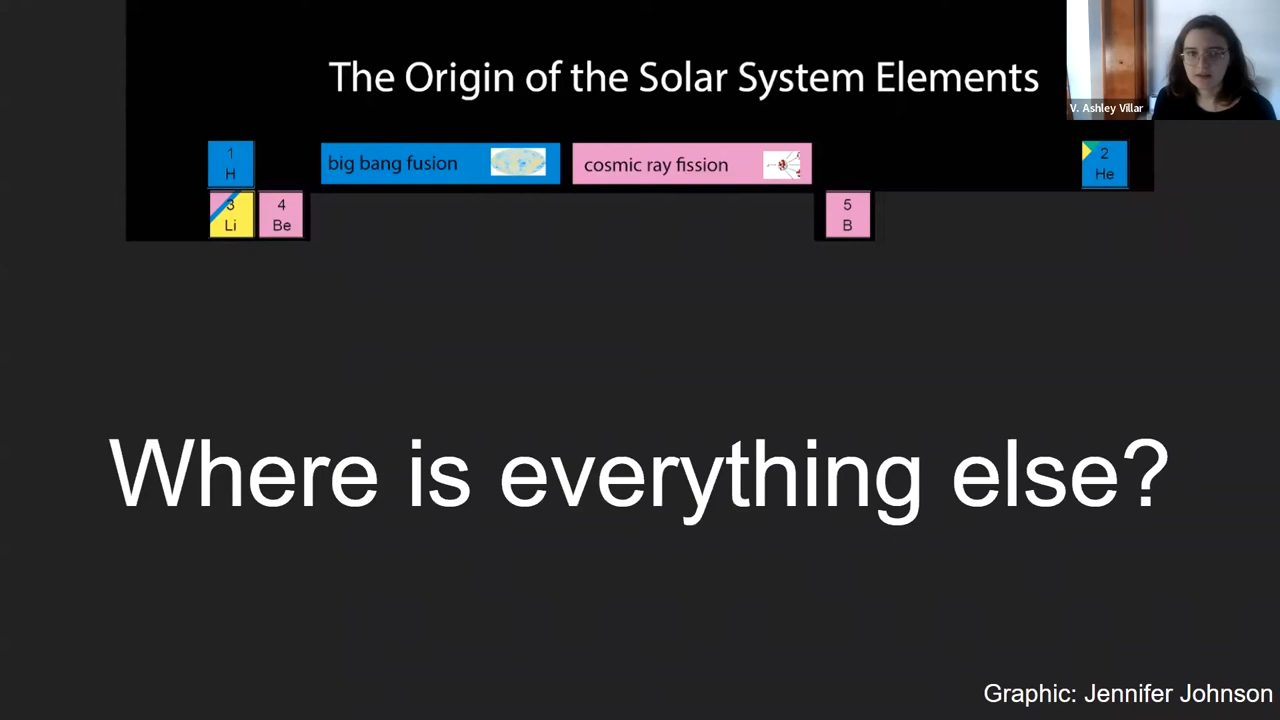 The Origin of the Solar System Elements
V. Ashley Villar
1
H
big bang fusion
cosmic ray fission
2
He
3
Li
4
Be
5
B
Where is everything else?
Graphic: Jennifer Johnson